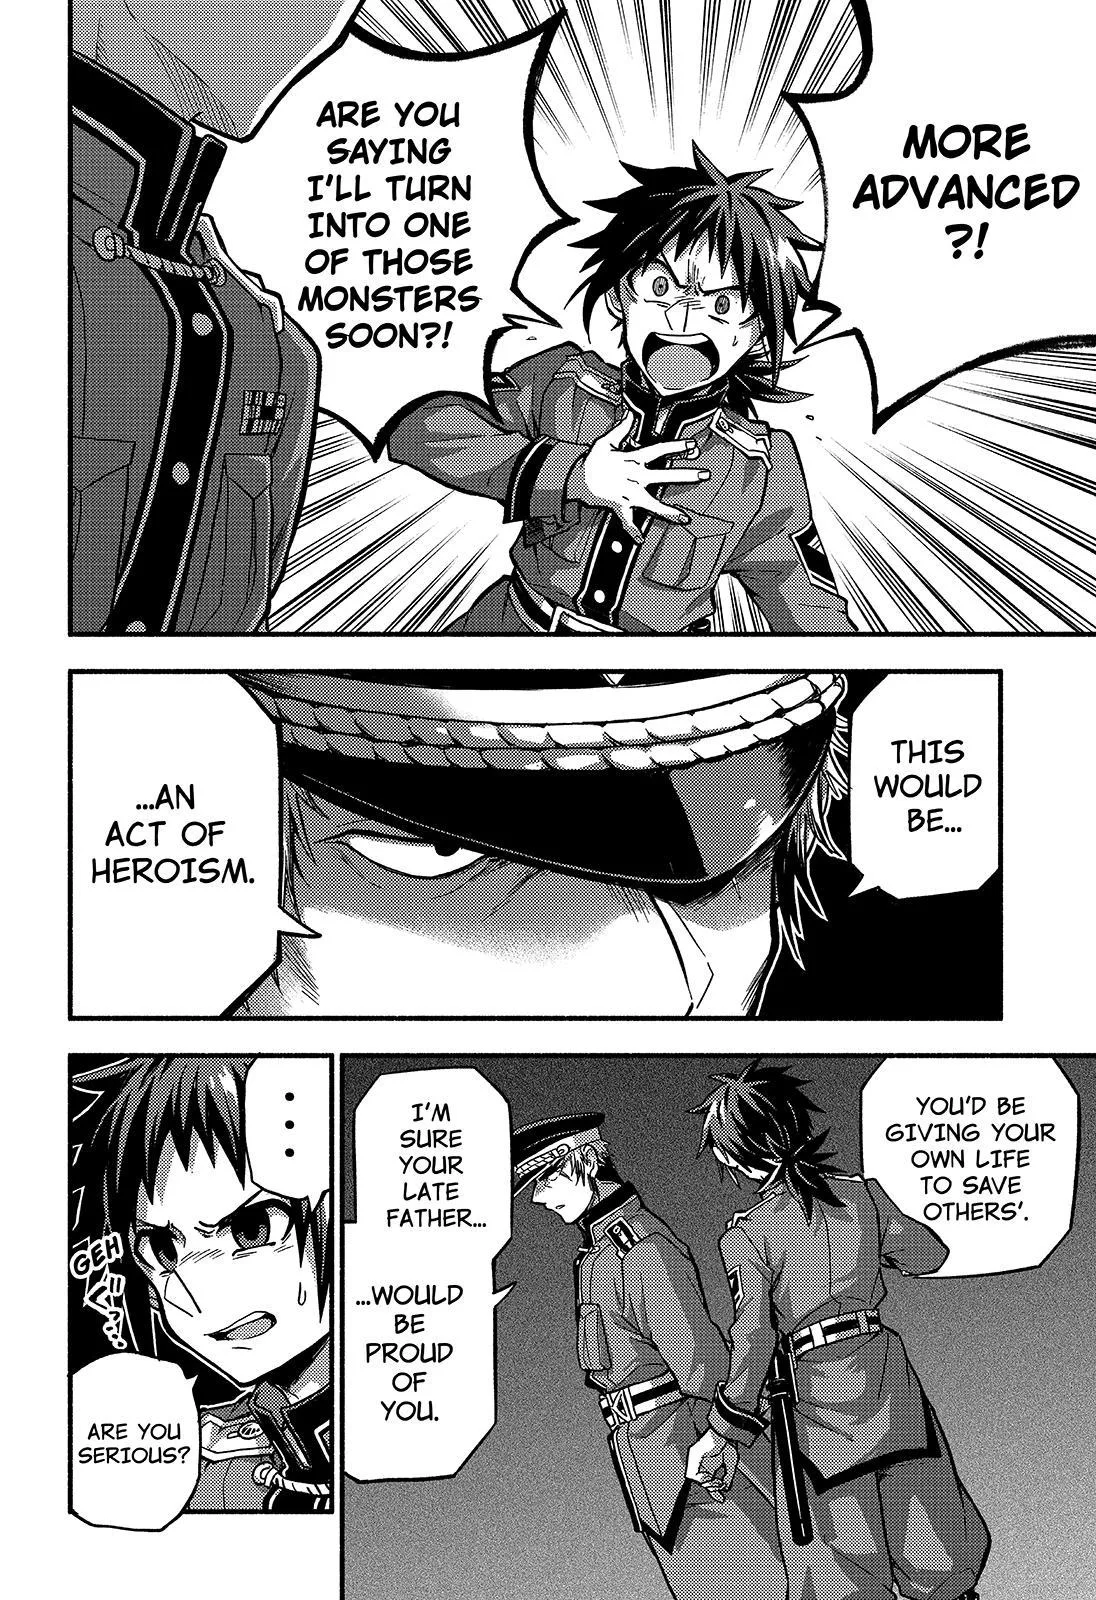 MORE
ADVANCED
?!
ARE YOU
SAYING
I'LL TURN
INTO ONE
OF THOSE
MONSTERS
SOON?!
THIS
WOULD
BE...
...AN
ACT OF
HEROISM.
YOU'D BE
GIVING YOUR
OWN LIFE
TO SAVE
OTHERS'.
I'M
SURE
YOUR
LATE
FATHER...
...WOULD
BE
PROUD
OF
YOU.
...
GEH
ぐっ…
ARE YOU
SERIOUS?